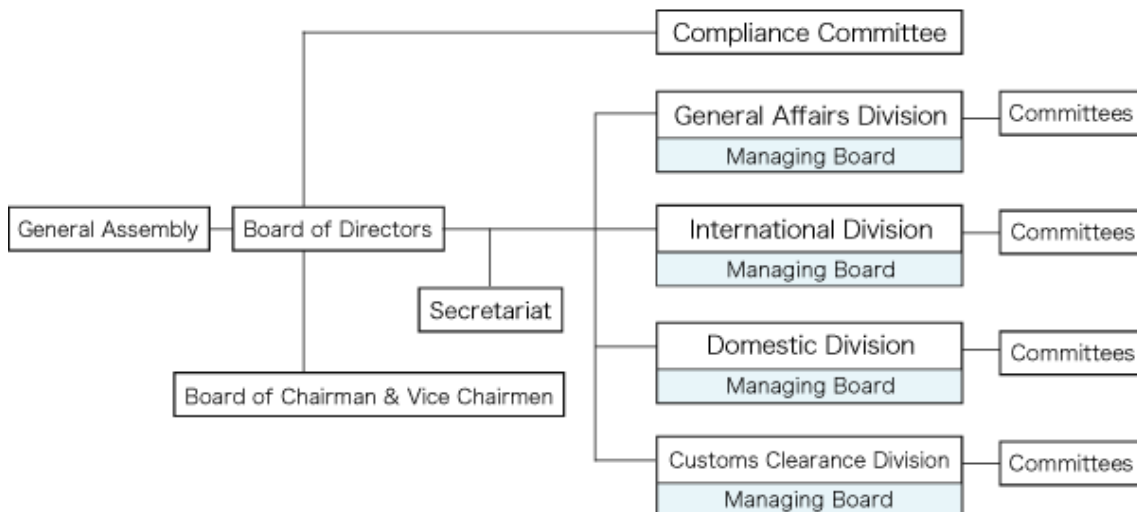 Compliance Committee
General Affairs Division
Managing Board
Committees
General Assembly
Board of Directors
International Division
Managing Board
Committees
Secretariat
Domestic Division
Managing Board
Committees
Board of Chairman & Vice Chairmen
Customs Clearance Division
Managing Board
Committees